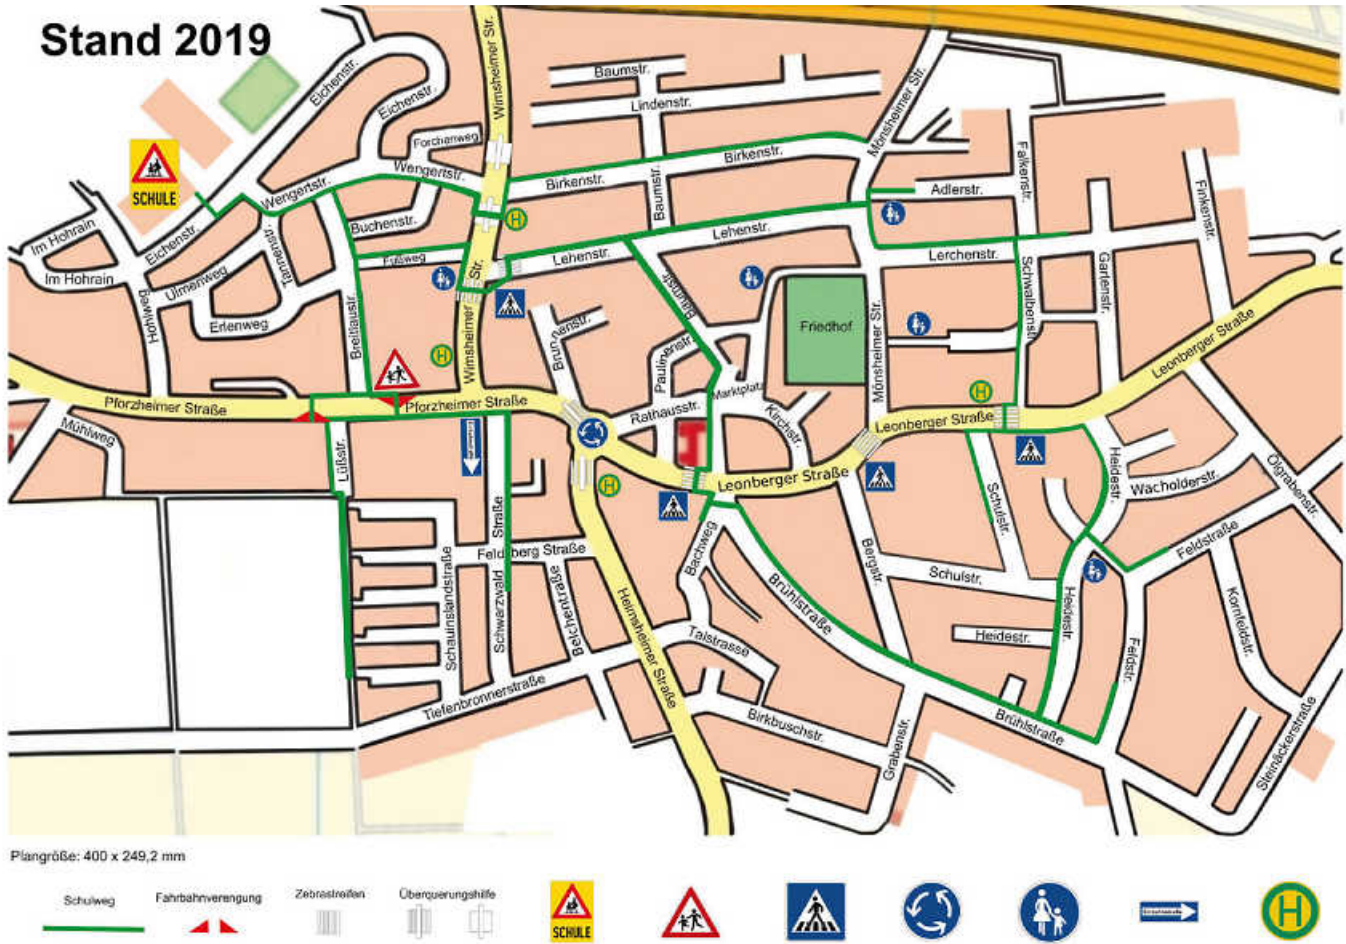 Stand 2019
Wimsheimer Str.
Eichenstr.
Eichenstr.
Baumstr.
Lindenstr.
Mönsheimer Str.
Forchenweg
Wengertstr.
Birkenstr.
Birkenstr.
SCHULE
Wengertstr.
Baumstr.
Adlerstr.
Falkenstr.
Finkenstr.
Im Hohrain
Eichenstr.
Buchenstr.
H
Lehenstr.
Im Hohrain
Ulmenweg
Tannenstr.
Fußweg
Str.
Lehenstr.
Lerchenstr.
Schwalbenstr.
Gartenstr.
Hohlweg
Erlenweg
Breitlaustr.
Wimsheimer
Brunnenstr.
Baumstr.
Friedhof
Mönsheimer Str.
Leonberger Straße
H
Paulinenstr.
Marktplatz
H
Pforzheimer Straße
Pforzheimer Straße
Rathausstr.
Kirchstr.
Leonberger Straße
Mühlweg
Lüßstr.
Heidestr.
Ölgrabenstr.
Leonberger Straße
H
Wacholderstr.
Schulstr.
Schwarzwald Straße
Feldberg Straße
Bachweg
Bergstr.
Feldstraße
Schauinslandstraße
Belchentraße
Heimsheimer Straße
Brühlstraße
Schulstr.
Heidestr.
Heidestr.
Kornfeldstr.
Talstrasse
Feldstr.
Tiefenbronnerstraße
Birkbuschstr.
Grabenstr.
Brühlstraße
Steinäckerstraße
Plangröße: 400 x 249,2 mm
Schulweg
Fahrbahnverengung
Zebrastreifen
Überquerungshilfe
SCHULE
H